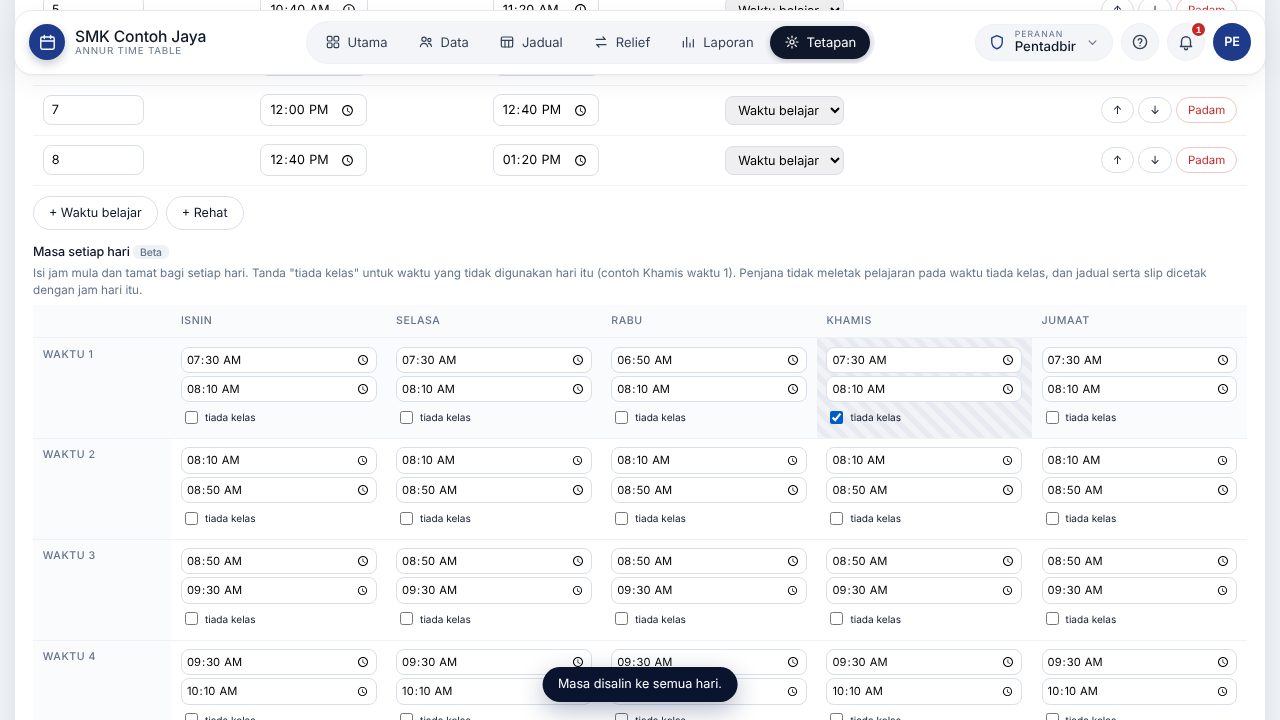 5 10:40 AM 11:20 AM Waktu belajar ↑ ↓ Padam
SMK Contoh Jaya
ANNUR TIME TABLE
Utama Data Jadual Relief Laporan Tetapan
PERANAN
Pentadbir
1
PE
7 12:00 PM 12:40 PM Waktu belajar ↑ ↓ Padam
8 12:40 PM 01:20 PM Waktu belajar ↑ ↓ Padam
+ Waktu belajar + Rehat
Masa setiap hari Beta
Isi jam mula dan tamat bagi setiap hari. Tanda "tiada kelas" untuk waktu yang tidak digunakan hari itu (contoh Khamis waktu 1). Penjana tidak meletak pelajaran pada waktu tiada kelas, dan jadual serta slip dicetak
dengan jam hari itu.
ISNIN SELASA RABU KHAMIS JUMAAT
WAKTU 1
07:30 AM 07:30 AM 06:50 AM 07:30 AM 07:30 AM
08:10 AM 08:10 AM 08:10 AM 08:10 AM 08:10 AM
tiada kelas tiada kelas tiada kelas tiada kelas tiada kelas
WAKTU 2
08:10 AM 08:10 AM 08:10 AM 08:10 AM 08:10 AM
08:50 AM 08:50 AM 08:50 AM 08:50 AM 08:50 AM
tiada kelas tiada kelas tiada kelas tiada kelas tiada kelas
WAKTU 3
08:50 AM 08:50 AM 08:50 AM 08:50 AM 08:50 AM
09:30 AM 09:30 AM 09:30 AM 09:30 AM 09:30 AM
tiada kelas tiada kelas tiada kelas tiada kelas tiada kelas
WAKTU 4
09:30 AM 09:30 AM 09:30 AM 09:30 AM 09:30 AM
10:10 AM 10:10 AM 10:10 AM 10:10 AM
Masa disalin ke semua hari.